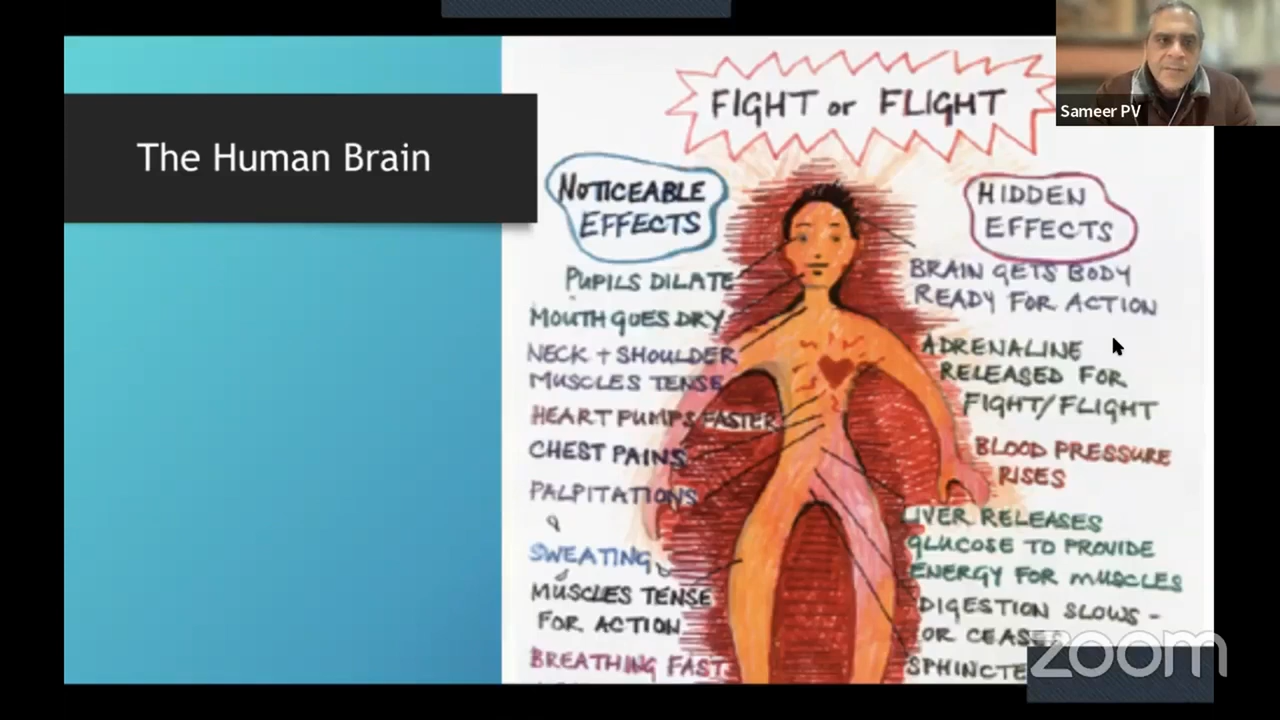 The Human Brain
FIGHT or FLIGHT
NOTICEABLE
EFFECTS
PUPILS DILATE
MOUTH GOES DRY
NECK + SHOULDER
MUSCLES TENSE
HEART PUMPS FASTER
CHEST PAINS
PALPITATIONS
SWEATING
MUSCLES TENSE
FOR ACTION
BREATHING FAST
HIDDEN
EFFECTS
BRAIN GETS BODY
READY FOR ACTION
ADRENALINE
RELEASED FOR
FIGHT/FLIGHT
BLOOD PRESSURE
RISES
LIVER RELEASES
GLUCOSE TO PROVIDE
ENERGY FOR MUSCLES
DIGESTION SLOWS -
OR CEASES
SPHINCTE
Sameer PV
zoom